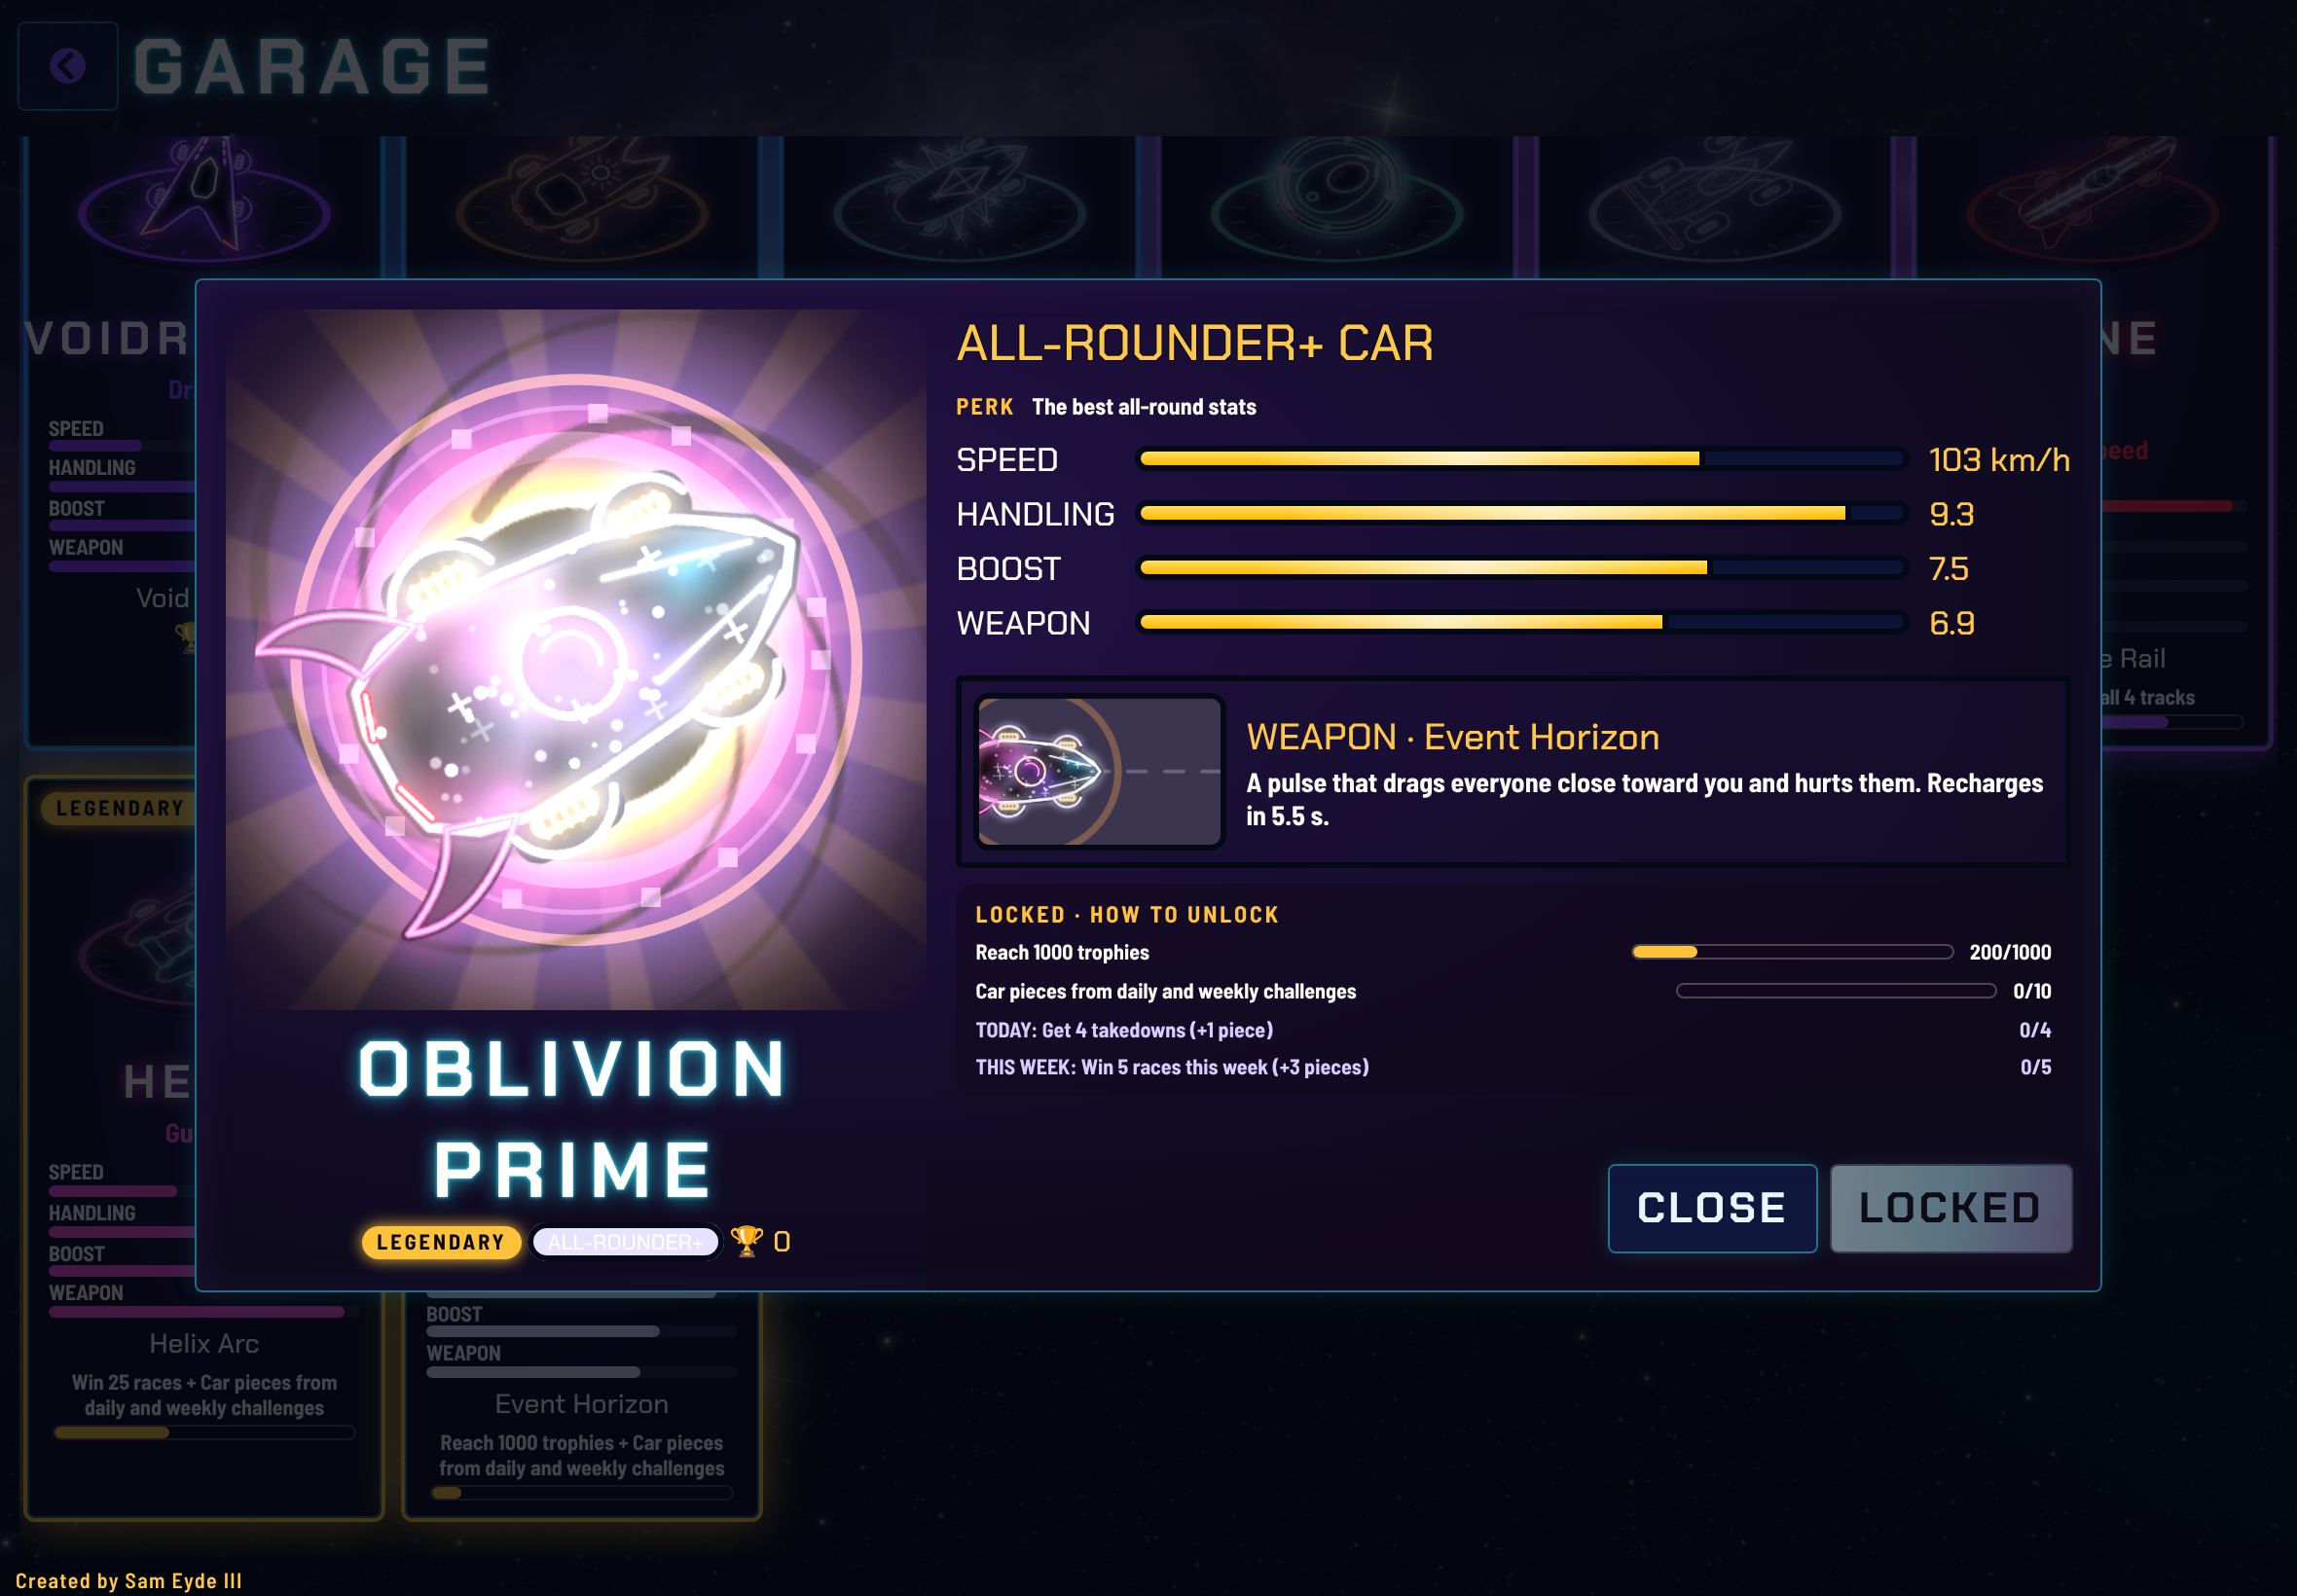 GARAGE
VOIDR
Dr
SPEED
HANDLING
BOOST
WEAPON
Void
NE
peed
e Rail
all 4 tracks
ALL-ROUNDER+ CAR
PERK The best all-round stats
SPEED 103 km/h
HANDLING 9.3
BOOST 7.5
WEAPON 6.9
WEAPON · Event Horizon
A pulse that drags everyone close toward you and hurts them. Recharges
in 5.5 s.
LOCKED · HOW TO UNLOCK
Reach 1000 trophies 200/1000
Car pieces from daily and weekly challenges 0/10
TODAY: Get 4 takedowns (+1 piece) 0/4
THIS WEEK: Win 5 races this week (+3 pieces) 0/5
OBLIVION
PRIME
LEGENDARY ALL-ROUNDER+ 0
CLOSE LOCKED
LEGENDARY
HE
Gu
SPEED
HANDLING
BOOST
WEAPON
Helix Arc
Win 25 races + Car pieces from
daily and weekly challenges
BOOST
WEAPON
Event Horizon
Reach 1000 trophies + Car pieces
from daily and weekly challenges
Created by Sam Eyde III